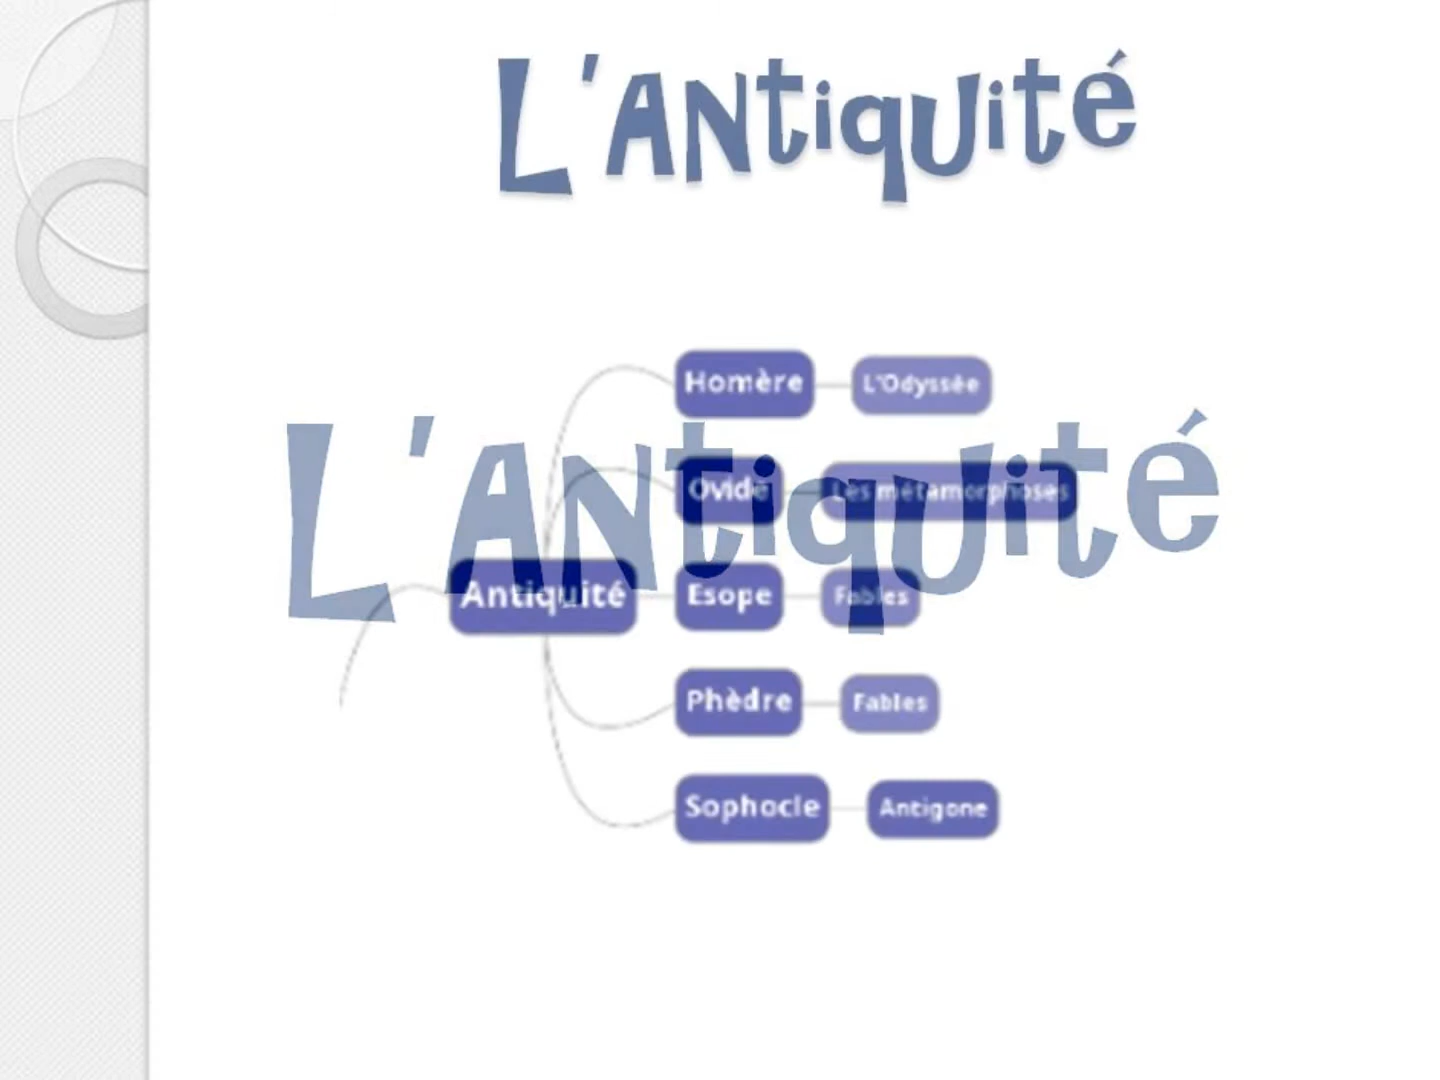 L'Antiquité
Homère L'Odyssée
L'Antiquité
Ovide Les métamorphoses
Antiquité Esope Fables
Phèdre Fables
Sophocle Antigone